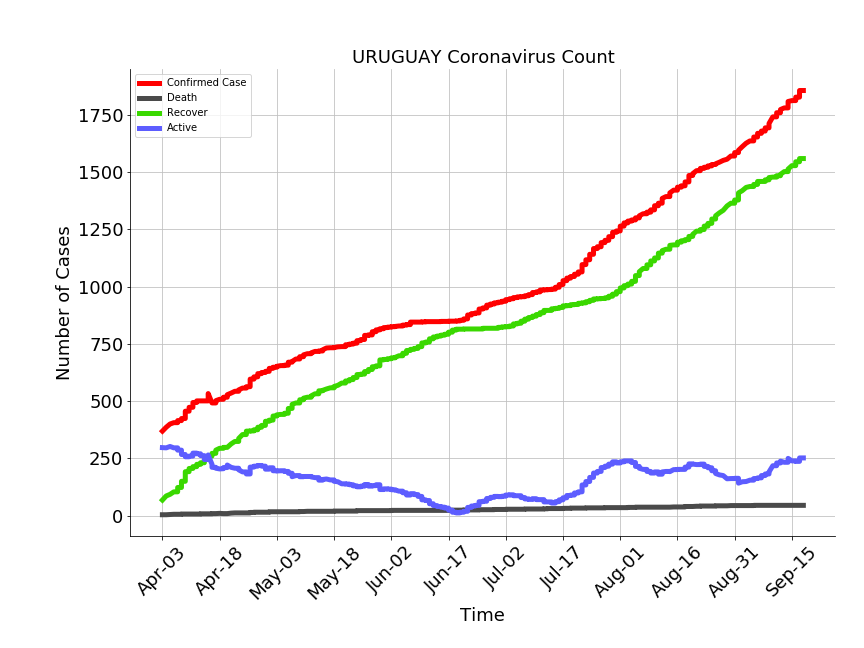 URUGUAY Coronavirus Count
Confirmed Case
Death
Recover
Active
Number of Cases
1750
1500
1250
1000
750
500
250
0
Apr-03
Apr-18
May-03
May-18
Jun-02
Jun-17
Jul-02
Jul-17
Aug-01
Aug-16
Aug-31
Sep-15
Time